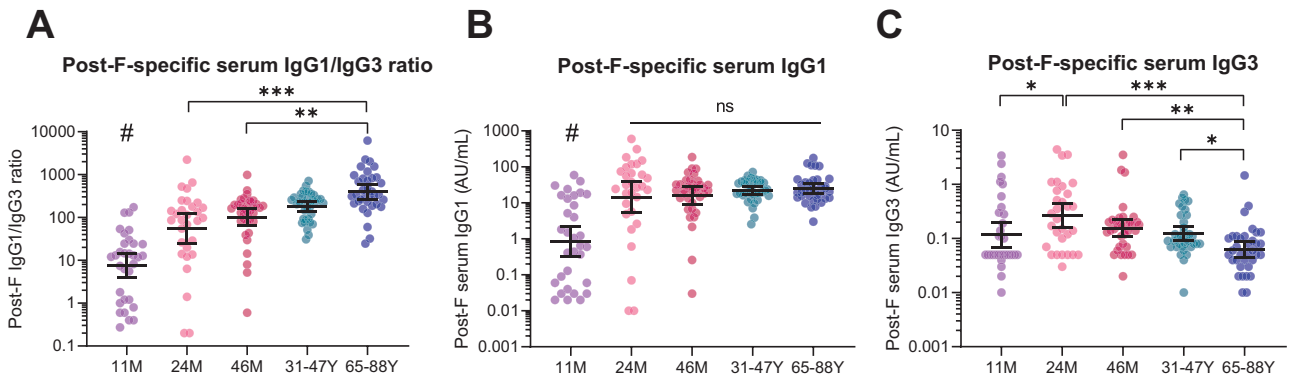 A
Post-F-specific serum IgG1/IgG3 ratio
***
**
#
Post-F IgG1/IgG3 ratio
10000
1000
100
10
1
0.1
11M 24M 46M 31-47Y 65-88Y
B
Post-F-specific serum IgG1
ns
#
Post-F serum IgG1 (AU/mL)
1000
100
10
1
0.1
0.01
0.001
11M 24M 46M 31-47Y 65-88Y
C
Post-F-specific serum IgG3
* ***
**
*
Post-F serum IgG3 (AU/mL)
10
1
0.1
0.01
0.001
11M 24M 46M 31-47Y 65-88Y